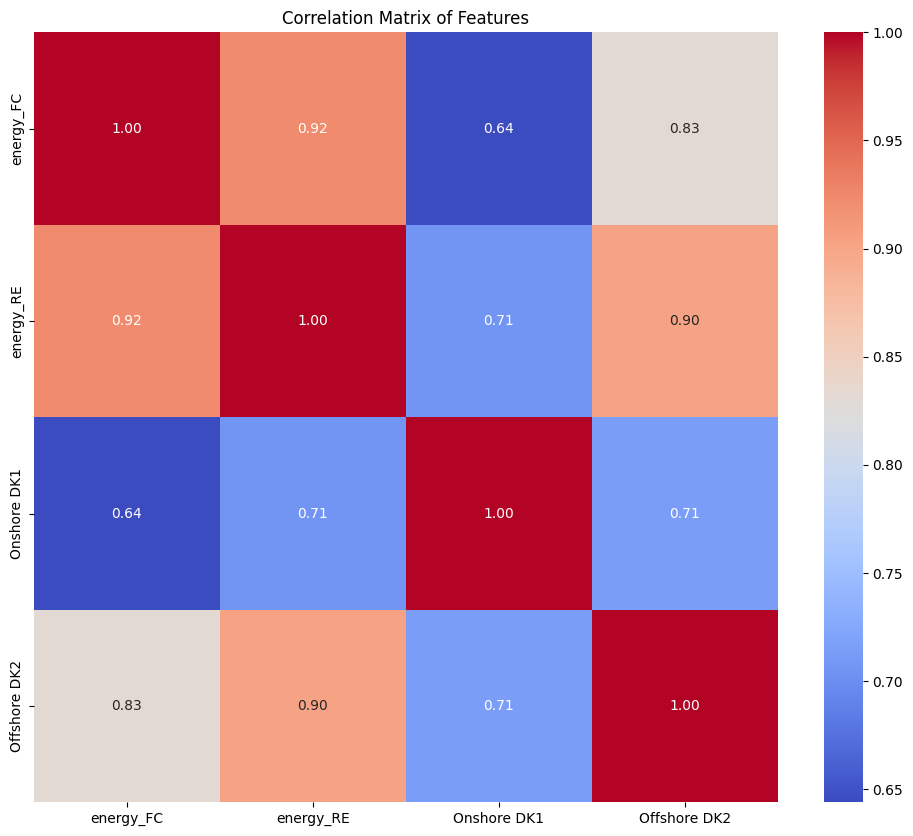 Correlation Matrix of Features
energy_FC
1.00
0.92
0.64
0.83
energy_RE
0.92
1.00
0.71
0.90
Onshore DK1
0.64
0.71
1.00
0.71
Offshore DK2
0.83
0.90
0.71
1.00
energy_FC
energy_RE
Onshore DK1
Offshore DK2
1.00
0.95
0.90
0.85
0.80
0.75
0.70
0.65